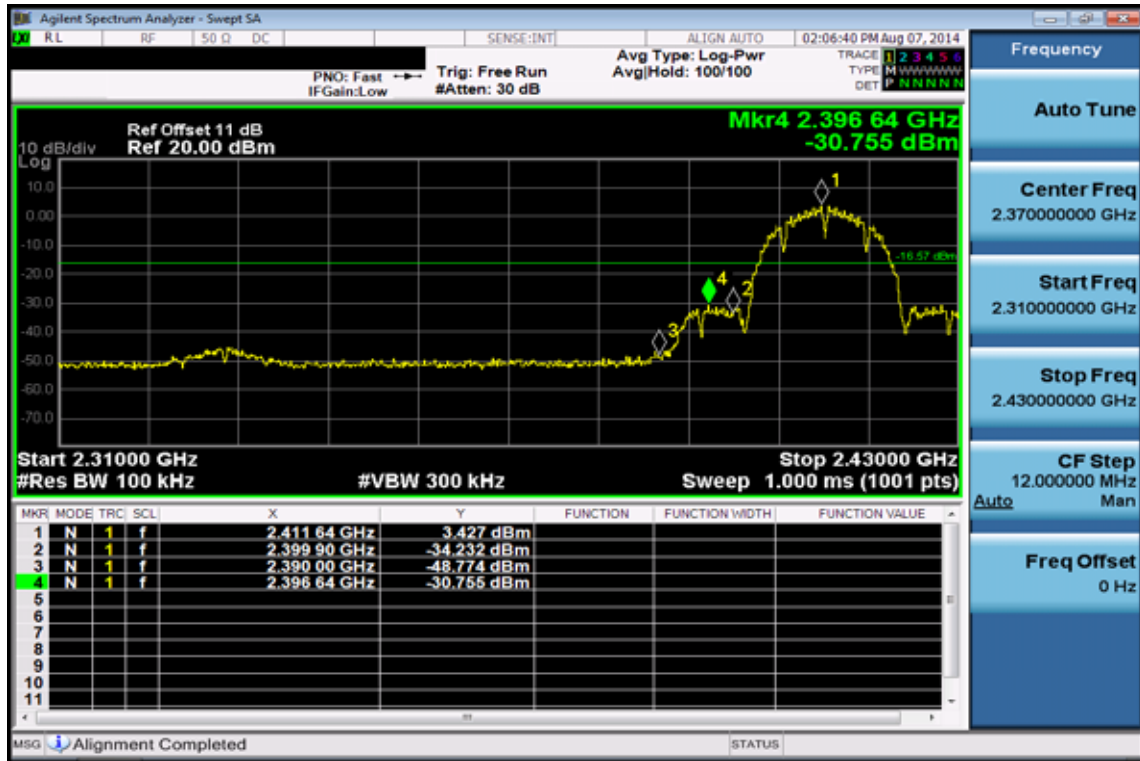 Agilent Spectrum Analyzer - Swept SA
RL RF 50 Ω DC SENSE:INT ALIGN AUTO 02:06:40 PM Aug 07, 2014
PNO: Fast Trig: Free Run Avg Type: Log-Pwr TRACE 1 2 3 4 5 6
IFGain:Low #Atten: 30 dB Avg|Hold: 100/100 TYPE M WWWWW
DET P N N N N N
Ref Offset 11 dB Mkr4 2.396 64 GHz
10 dB/div Ref 20.00 dBm -30.755 dBm
Log
10.0
0.00
-10.0
-20.0
-30.0
-40.0
-50.0
-60.0
-70.0
1
-16.57 dBm
4
2
3
Start 2.31000 GHz Stop 2.43000 GHz
#Res BW 100 kHz #VBW 300 kHz Sweep 1.000 ms (1001 pts)
MKR MODE TRC SCL X Y FUNCTION FUNCTION WIDTH FUNCTION VALUE
1 N 1 f 2.411 64 GHz 3.427 dBm
2 N 1 f 2.399 90 GHz -34.232 dBm
3 N 1 f 2.390 00 GHz -48.774 dBm
4 N 1 f 2.396 64 GHz -30.755 dBm
5
6
7
8
9
10
11
MSG Alignment Completed STATUS
Frequency
Auto Tune
Center Freq
2.370000000 GHz
Start Freq
2.310000000 GHz
Stop Freq
2.430000000 GHz
CF Step
12.000000 MHz
Auto Man
Freq Offset
0 Hz